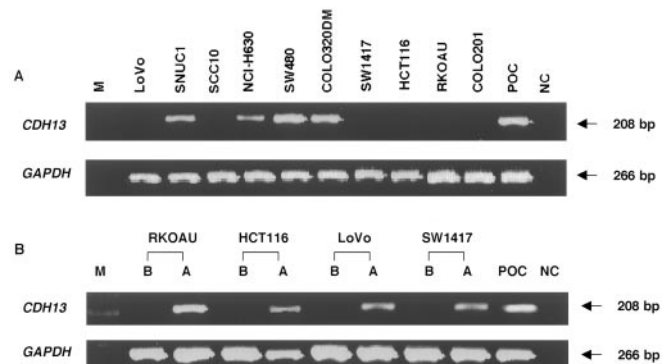 A
M LoVo SNUC1 SCC10 NCI-H630 SW480 COLO320DM SW1417 HCT116 RKOAU COLO201 POC NC
CDH13 208 bp
GAPDH 266 bp
B
RKOAU HCT116 LoVo SW1417
M B A B A B A B A POC NC
CDH13 208 bp
GAPDH 266 bp